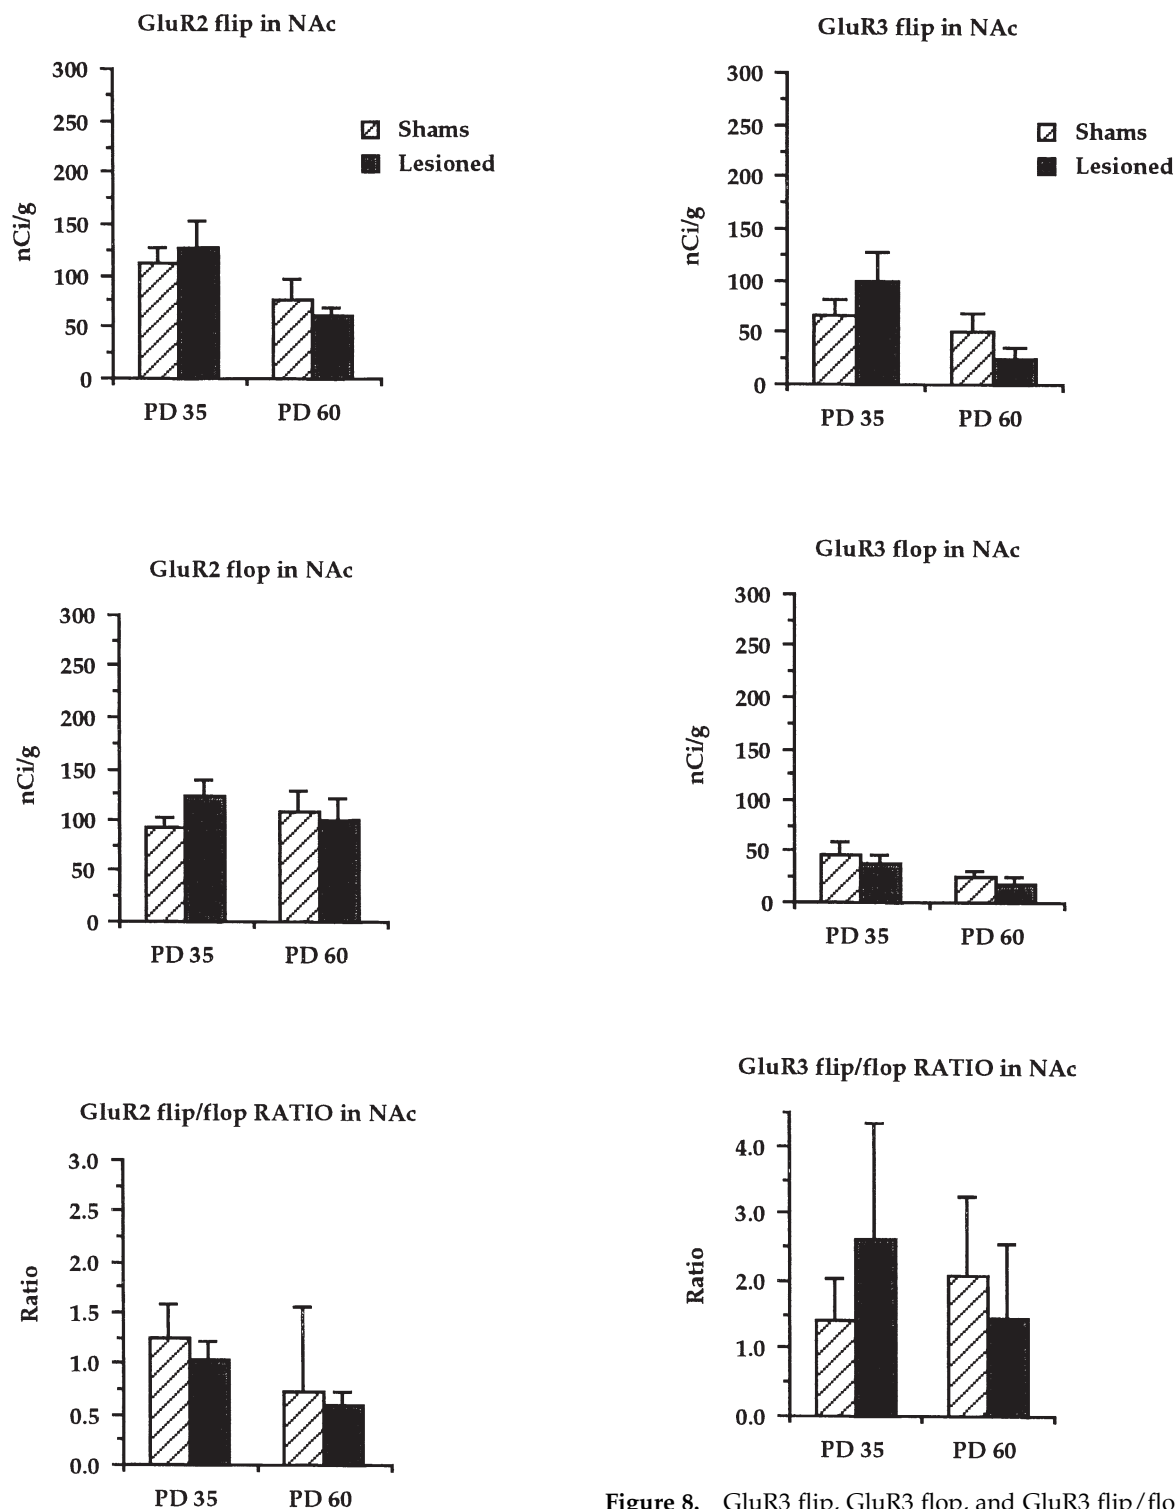 GluR2 flip in NAc
300
250
200
150
100
50
0
nCi/g
Shams
Lesioned
PD 35 PD 60
GluR3 flip in NAc
300
250
200
150
100
50
0
nCi/g
Shams
Lesioned
PD 35 PD 60
GluR2 flop in NAc
300
250
200
150
100
50
0
nCi/g
PD 35 PD 60
GluR3 flop in NAc
300
250
200
150
100
50
0
nCi/g
PD 35 PD 60
GluR2 flip/flop RATIO in NAc
3.0
2.5
2.0
1.5
1.0
0.5
0.0
Ratio
PD 35 PD 60
GluR3 flip/flop RATIO in NAc
4.0
3.0
2.0
1.0
0.0
Ratio
PD 35 PD 60
Figure 8. GluR3 flip, GluR3 flop, and GluR3 flip/flo